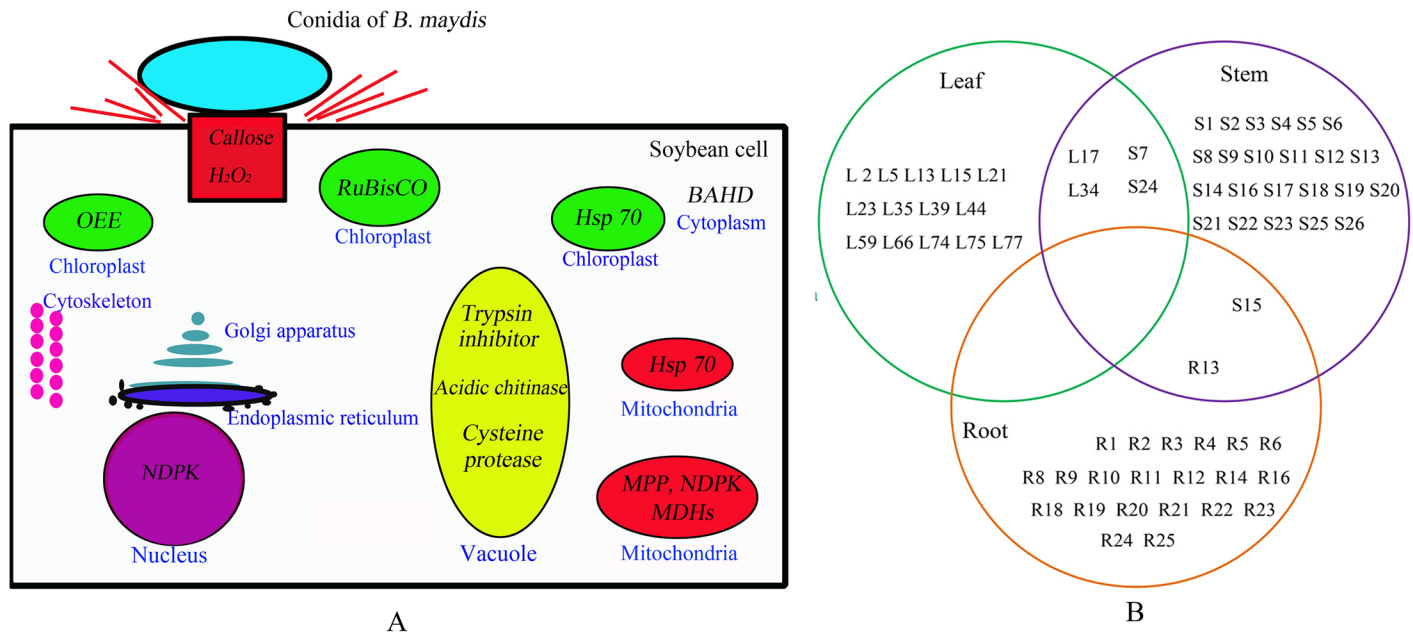 Conidia of B. maydis
Callose
H₂O₂
Soybean cell
RuBisCO
Chloroplast
BAHD
Cytoplasm
OEE
Chloroplast
Hsp 70
Chloroplast
Cytoskeleton
Golgi apparatus
Endoplasmic reticulum
NDPK
Nucleus
Trypsin
inhibitor
Acidic chitinase
Cysteine
protease
Vacuole
Hsp 70
Mitochondria
MPP, NDPK
MDHs
Mitochondria
A
Leaf
L 2 L5 L13 L15 L21
L23 L35 L39 L44
L59 L66 L74 L75 L77
L17 S7
L34 S24
Stem
S1 S2 S3 S4 S5 S6
S8 S9 S10 S11 S12 S13
S14 S16 S17 S18 S19 S20
S21 S22 S23 S25 S26
S15
R13
Root
R1 R2 R3 R4 R5 R6
R8 R9 R10 R11 R12 R14 R16
R18 R19 R20 R21 R22 R23
R24 R25
B